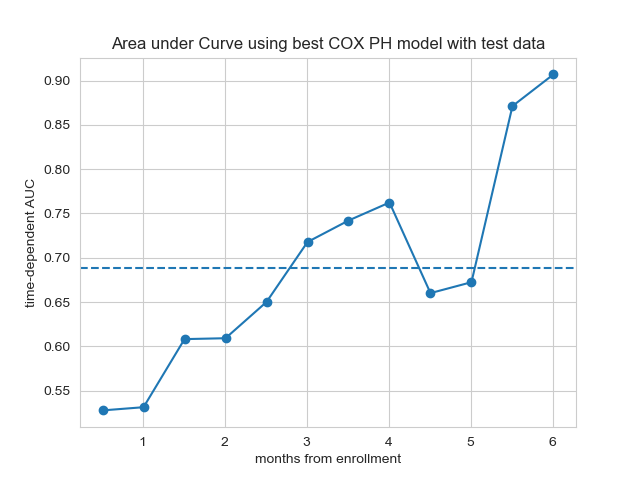 Area under Curve using best COX PH model with test data
0.90
0.85
0.80
0.75
0.70
0.65
0.60
0.55
time-dependent AUC
1 2 3 4 5 6
months from enrollment